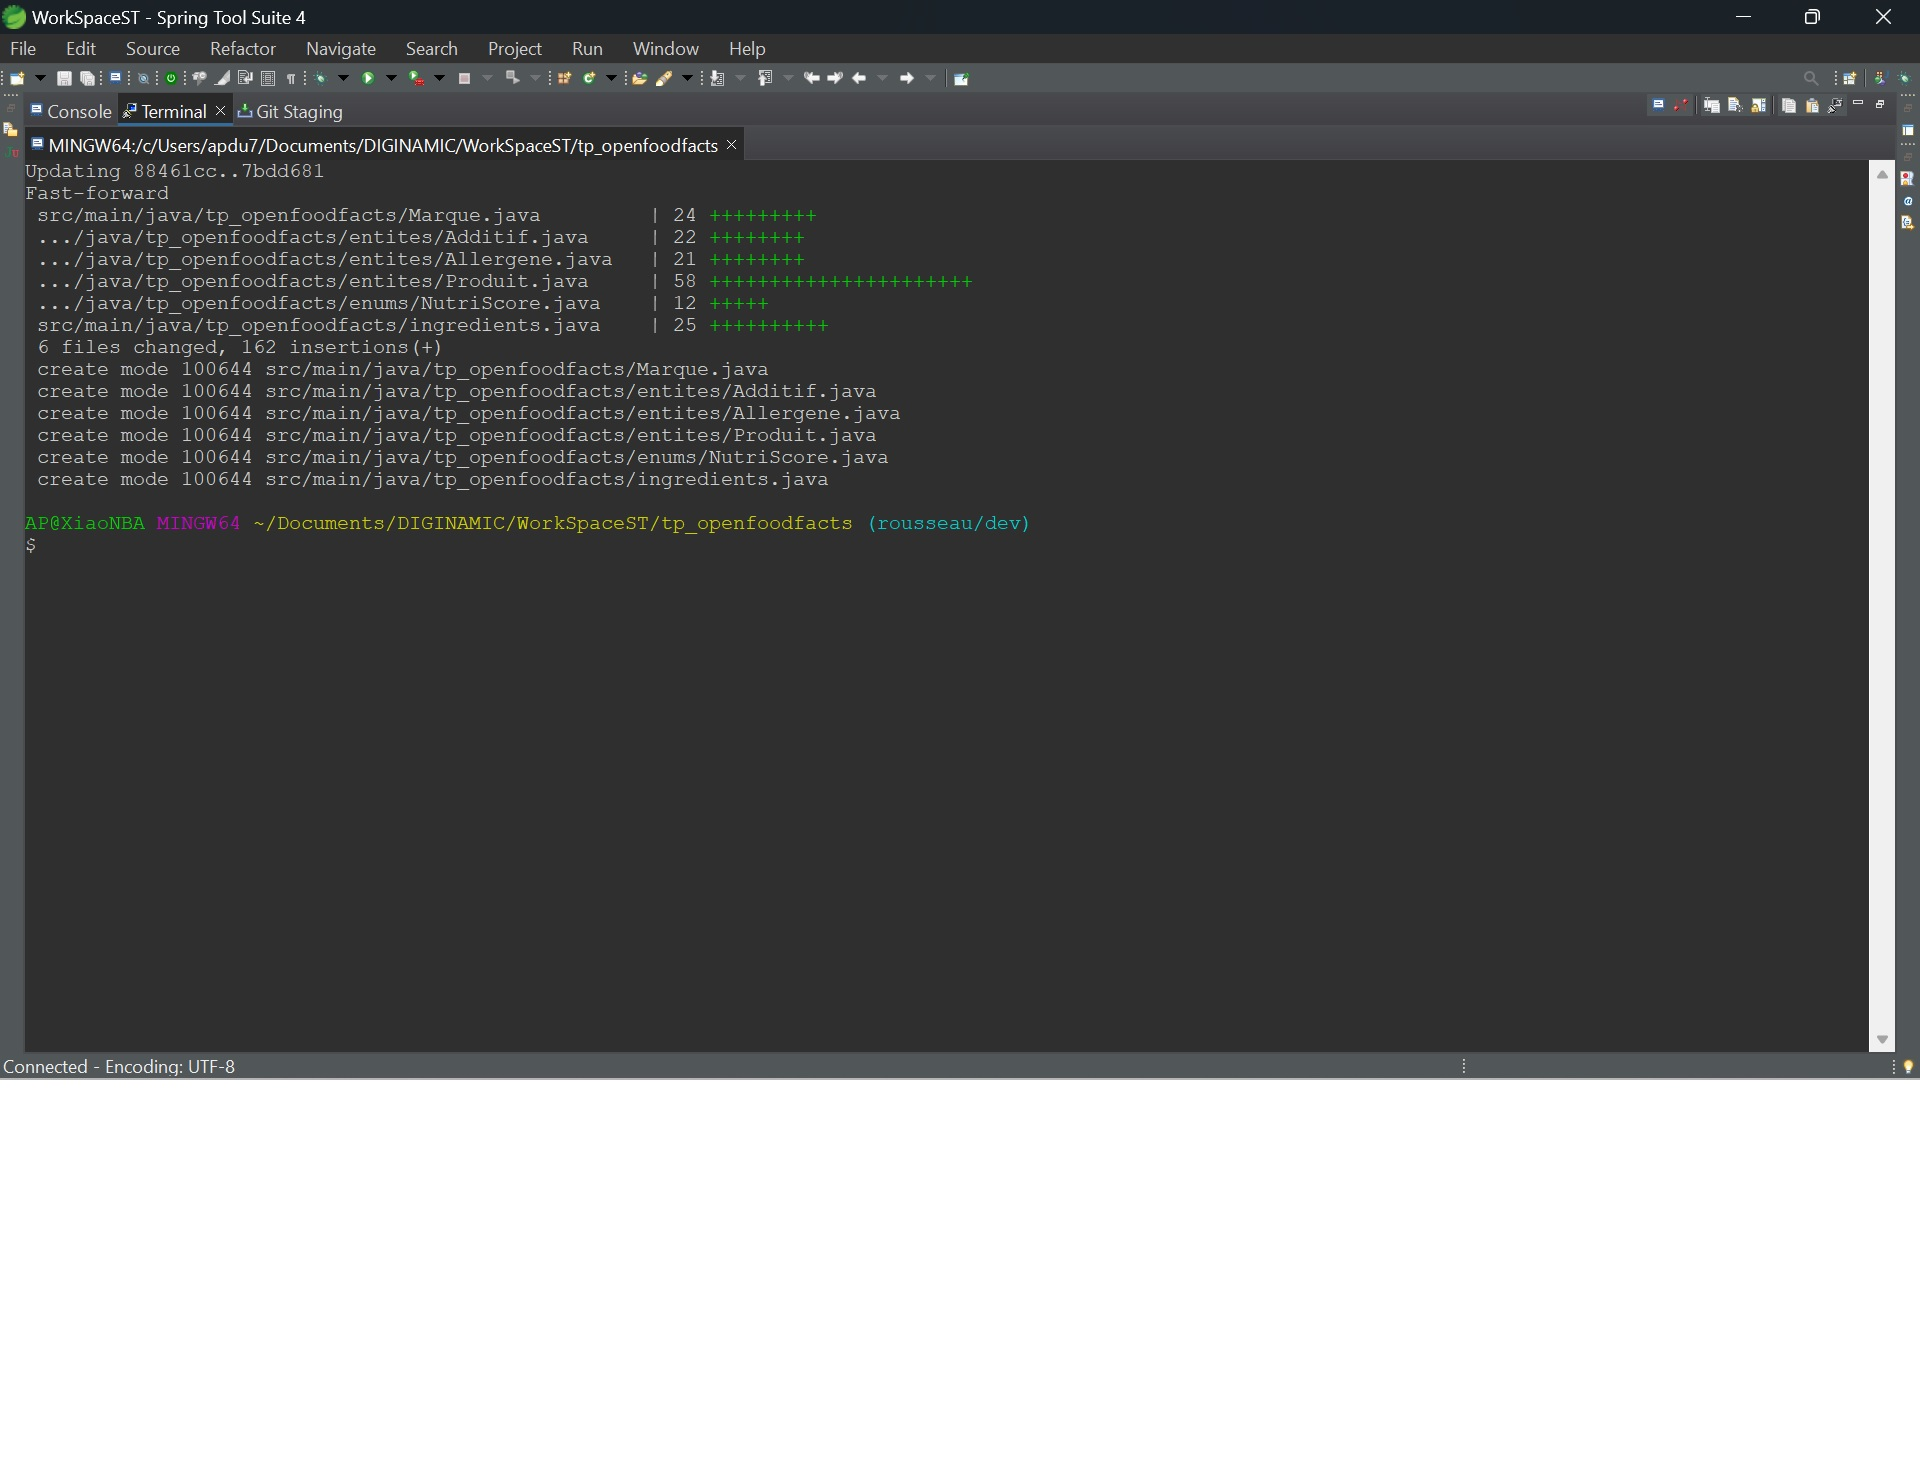 WorkSpaceST - Spring Tool Suite 4
File Edit Source Refactor Navigate Search Project Run Window Help
Console Terminal Git Staging
MINGW64:/c/Users/apdu7/Documents/DIGINAMIC/WorkSpaceST/tp_openfoodfacts
Updating 88461cc..7bdd681
Fast-forward
src/main/java/tp_openfoodfacts/Marque.java | 24 +++++++++
.../java/tp_openfoodfacts/entites/Additif.java | 22 ++++++++
.../java/tp_openfoodfacts/entites/Allergene.java | 21 ++++++++
.../java/tp_openfoodfacts/entites/Produit.java | 58 ++++++++++++++++++++++
.../java/tp_openfoodfacts/enums/NutriScore.java | 12 +++++
src/main/java/tp_openfoodfacts/ingredients.java | 25 ++++++++++
6 files changed, 162 insertions(+)
create mode 100644 src/main/java/tp_openfoodfacts/Marque.java
create mode 100644 src/main/java/tp_openfoodfacts/entites/Additif.java
create mode 100644 src/main/java/tp_openfoodfacts/entites/Allergene.java
create mode 100644 src/main/java/tp_openfoodfacts/entites/Produit.java
create mode 100644 src/main/java/tp_openfoodfacts/enums/NutriScore.java
create mode 100644 src/main/java/tp_openfoodfacts/ingredients.java
AP@XiaoNBA MINGW64 ~/Documents/DIGINAMIC/WorkSpaceST/tp_openfoodfacts (rousseau/dev)
$
Connected - Encoding: UTF-8